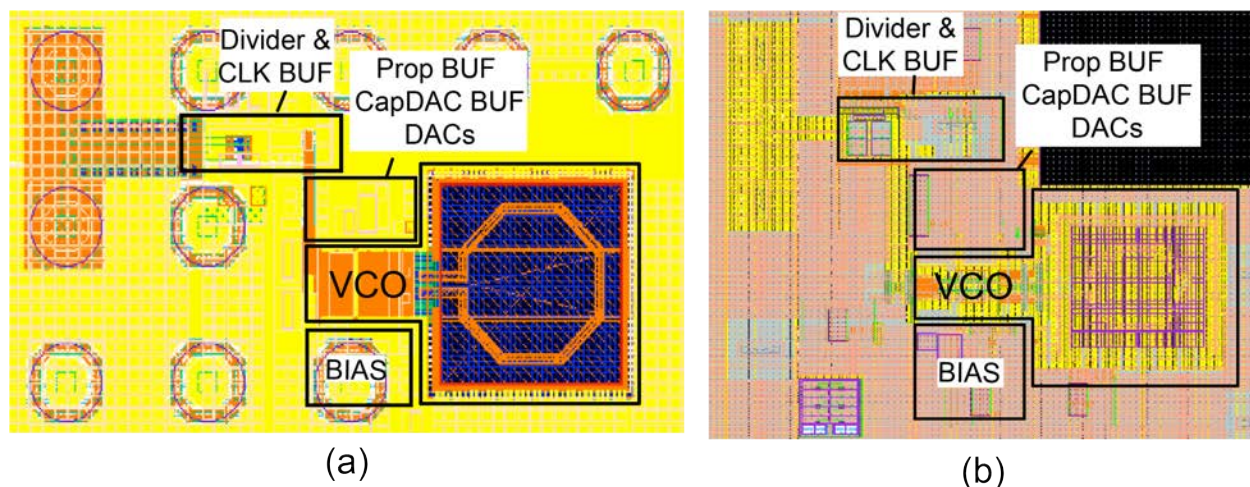 Divider &
CLK BUF
Prop BUF
CapDAC BUF
DACs
VCO
BIAS
(a)
Divider &
CLK BUF
Prop BUF
CapDAC BUF
DACs
VCO
BIAS
(b)